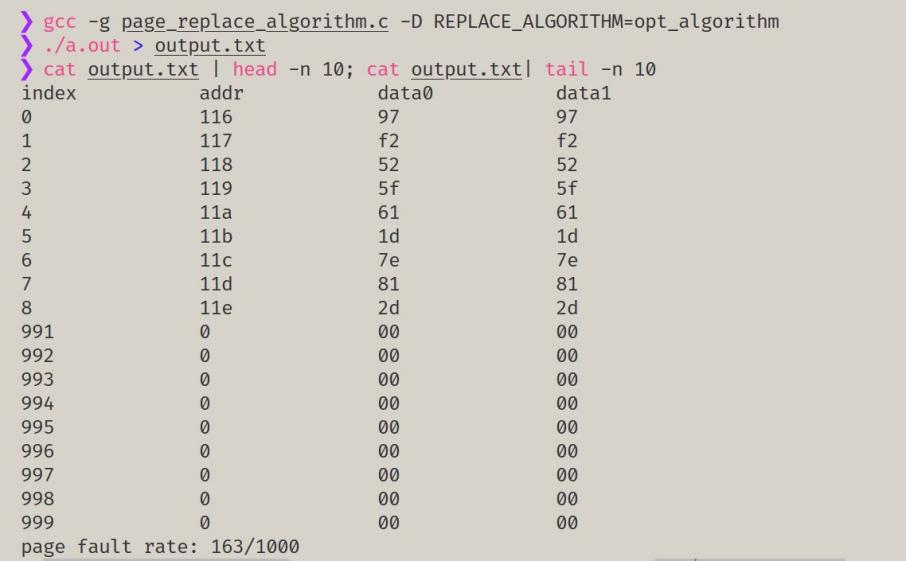 ❯ gcc -g page_replace_algorithm.c -D REPLACE_ALGORITHM=opt_algorithm
❯ ./a.out > output.txt
❯ cat output.txt | head -n 10; cat output.txt| tail -n 10
index addr data0 data1
0 116 97 97
1 117 f2 f2
2 118 52 52
3 119 5f 5f
4 11a 61 61
5 11b 1d 1d
6 11c 7e 7e
7 11d 81 81
8 11e 2d 2d
991 0 00 00
992 0 00 00
993 0 00 00
994 0 00 00
995 0 00 00
996 0 00 00
997 0 00 00
998 0 00 00
999 0 00 00
page fault rate: 163/1000